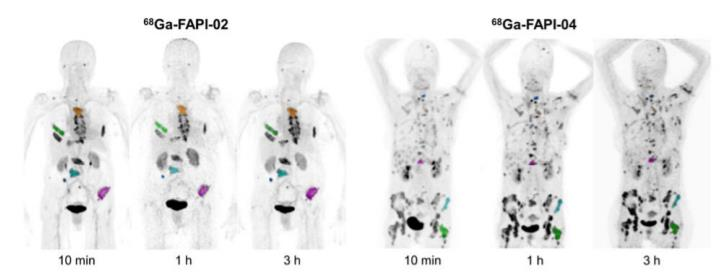 ⁶⁸Ga-FAPI-02
⁶⁸Ga-FAPI-04
10 min
1 h
3 h
10 min
1 h
3 h